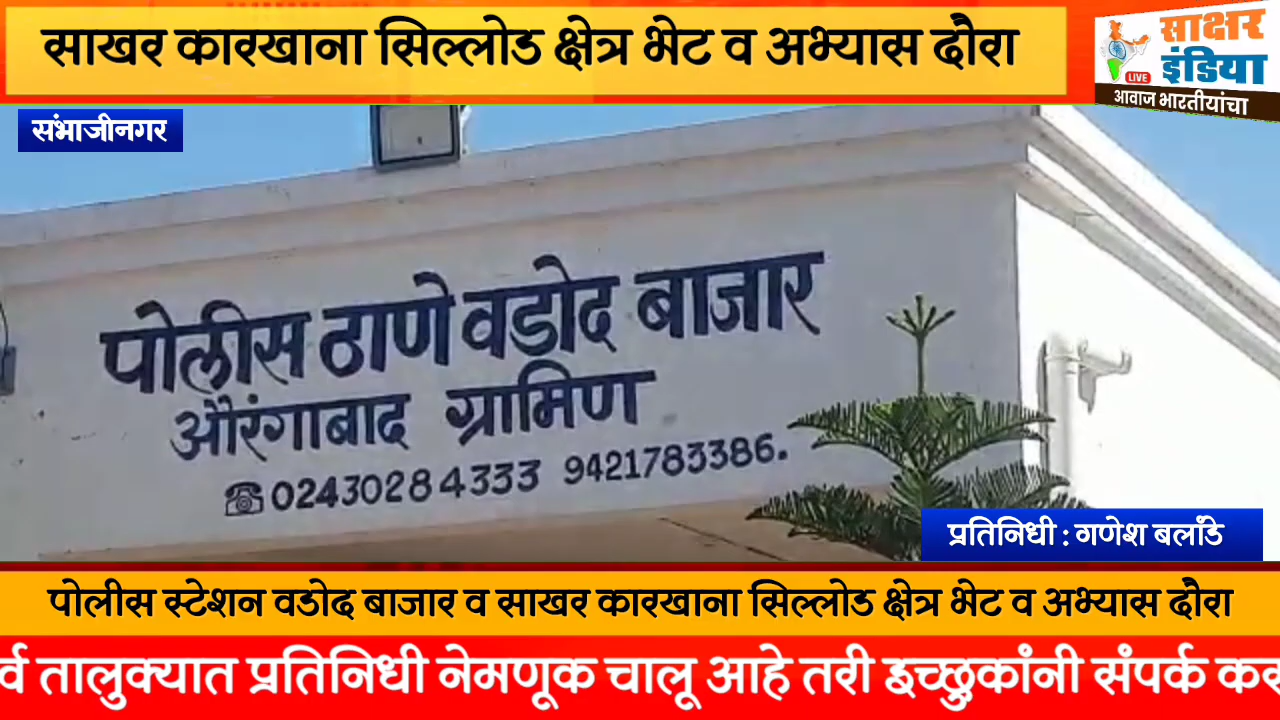 साखर कारखाना सिल्लोड क्षेत्र भेट व अभ्यास दौरा
साक्षर
इंडिया
LIVE
आवाज भारतीयांचा
संभाजीनगर
पोलीस ठाणे वडोद बाजार
औरंगाबाद ग्रामिण
02430284333 9421783386.
प्रतिनिधी : गणेश बलांडे
पोलीस स्टेशन वडोद बाजार व साखर कारखाना सिल्लोड क्षेत्र भेट व अभ्यास दौरा
तालुक्यात प्रतिनिधी नेमणूक चालू आहे तरी इच्छुकांनी संपर्क